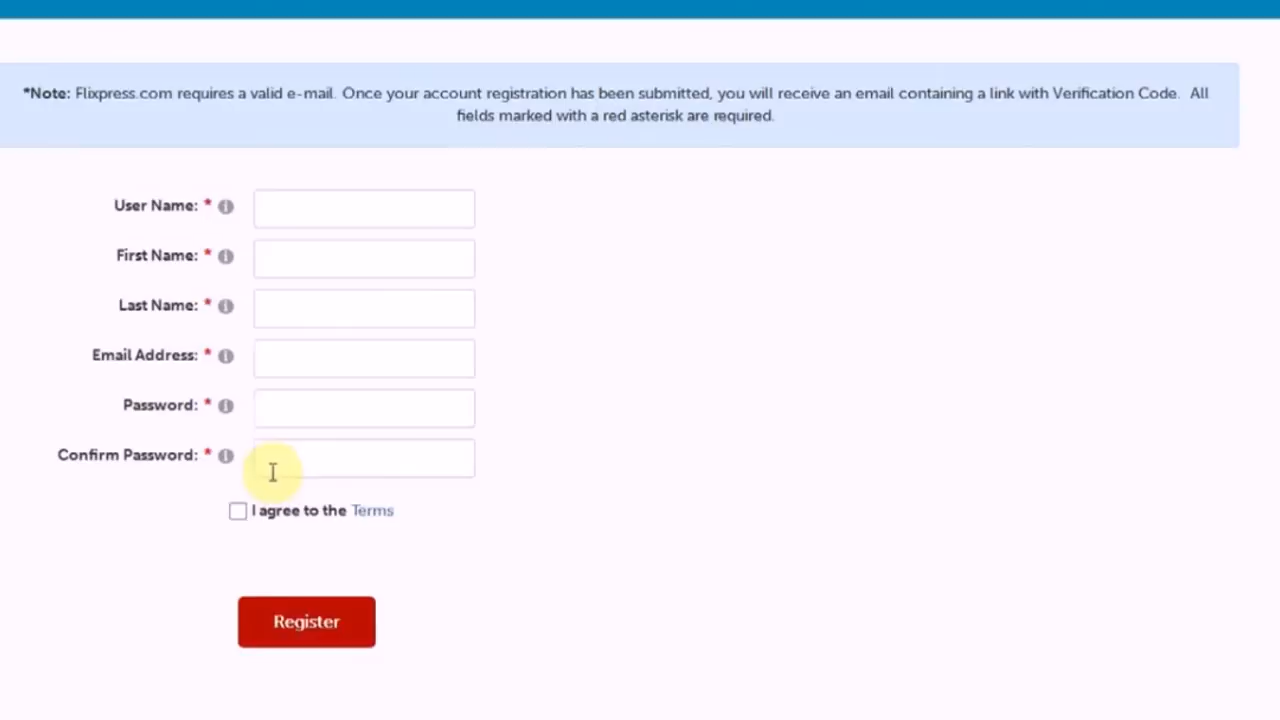 *Note: Flixpress.com requires a valid e-mail. Once your account registration has been submitted, you will receive an email containing a link with Verification Code. All
fields marked with a red asterisk are required.
User Name: *
First Name: *
Last Name: *
Email Address: *
Password: *
Confirm Password: *
I agree to the Terms
Register